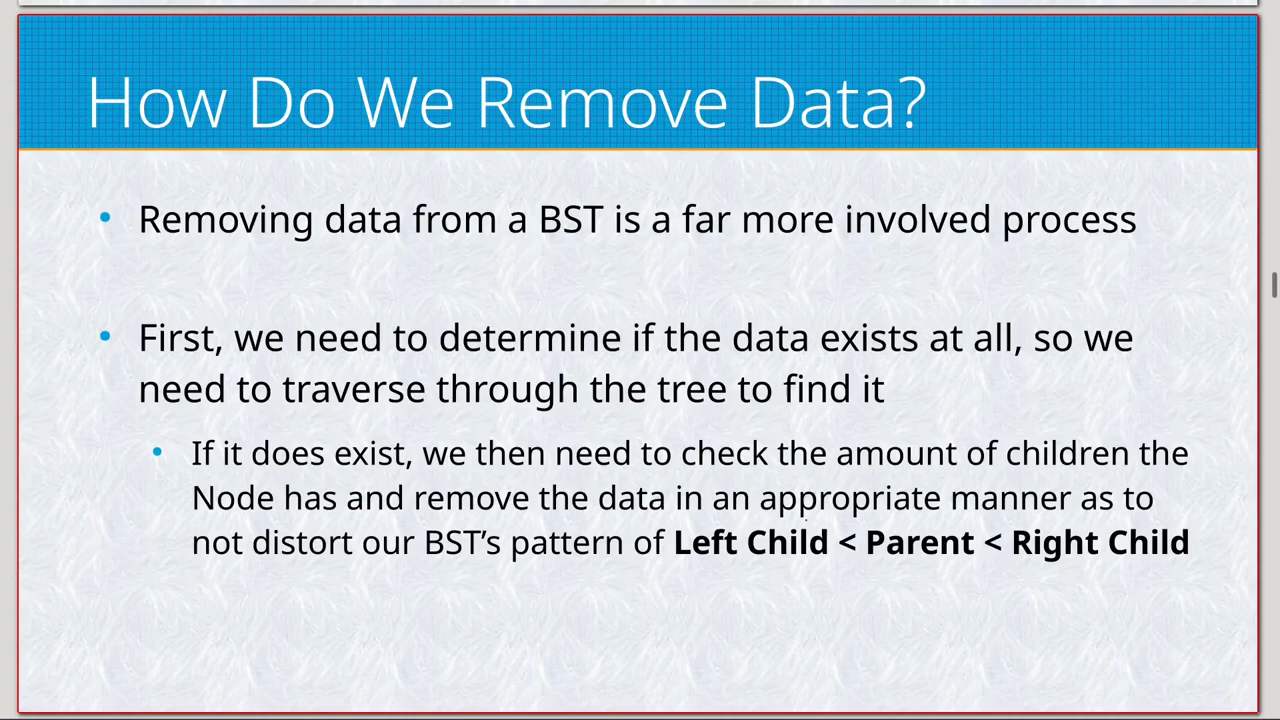 How Do We Remove Data?
• Removing data from a BST is a far more involved process
• First, we need to determine if the data exists at all, so we
need to traverse through the tree to find it
• If it does exist, we then need to check the amount of children the
Node has and remove the data in an appropriate manner as to
not distort our BST’s pattern of Left Child < Parent < Right Child